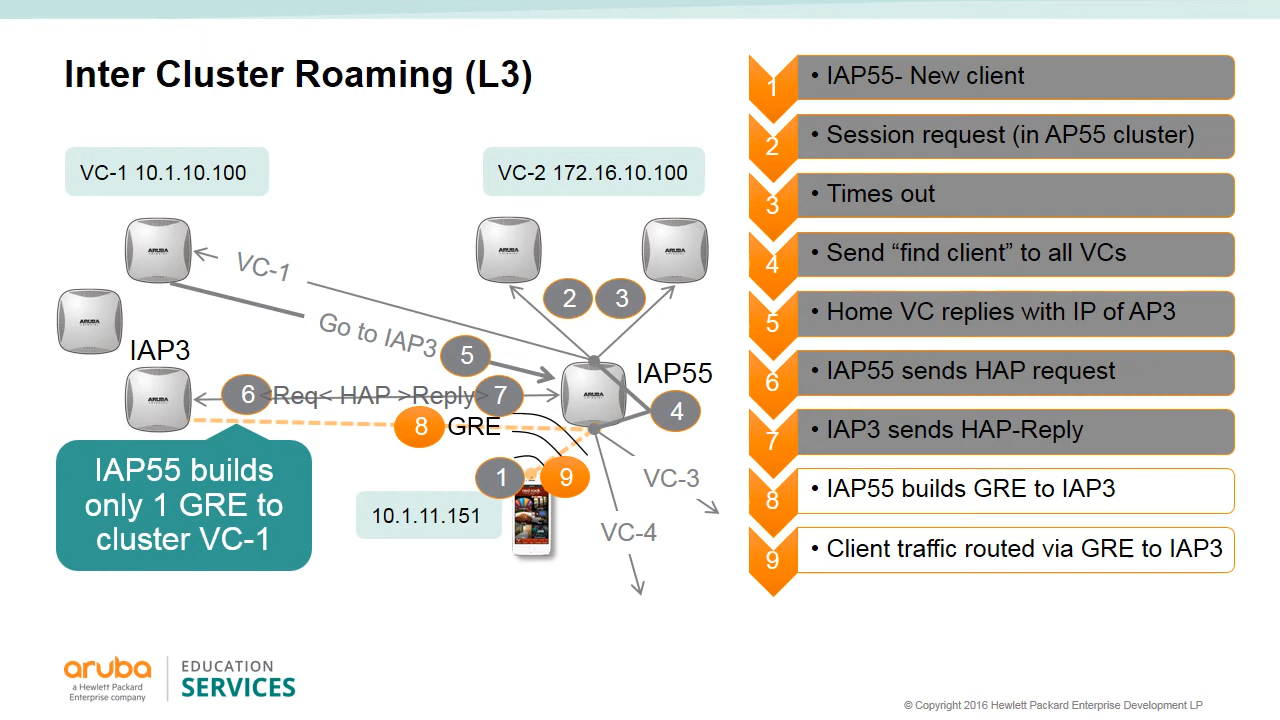 Inter Cluster Roaming (L3)
VC-1 10.1.10.100
VC-2 172.16.10.100
ARUBA
ARUBA
ARUBA
VC-1
2
3
ARUBA
Go to IAP3
5
IAP3
IAP55
ARUBA
6
<Req< HAP >Reply>
7
ARUBA
4
8
GRE
IAP55 builds
only 1 GRE to
cluster VC-1
1
9
VC-3
10.1.11.151
VC-4
1
• IAP55- New client
2
• Session request (in AP55 cluster)
3
• Times out
4
• Send “find client” to all VCs
5
• Home VC replies with IP of AP3
6
• IAP55 sends HAP request
7
• IAP3 sends HAP-Reply
8
• IAP55 builds GRE to IAP3
9
• Client traffic routed via GRE to IAP3
aruba
a Hewlett Packard
Enterprise company
EDUCATION
SERVICES
© Copyright 2016 Hewlett Packard Enterprise Development LP